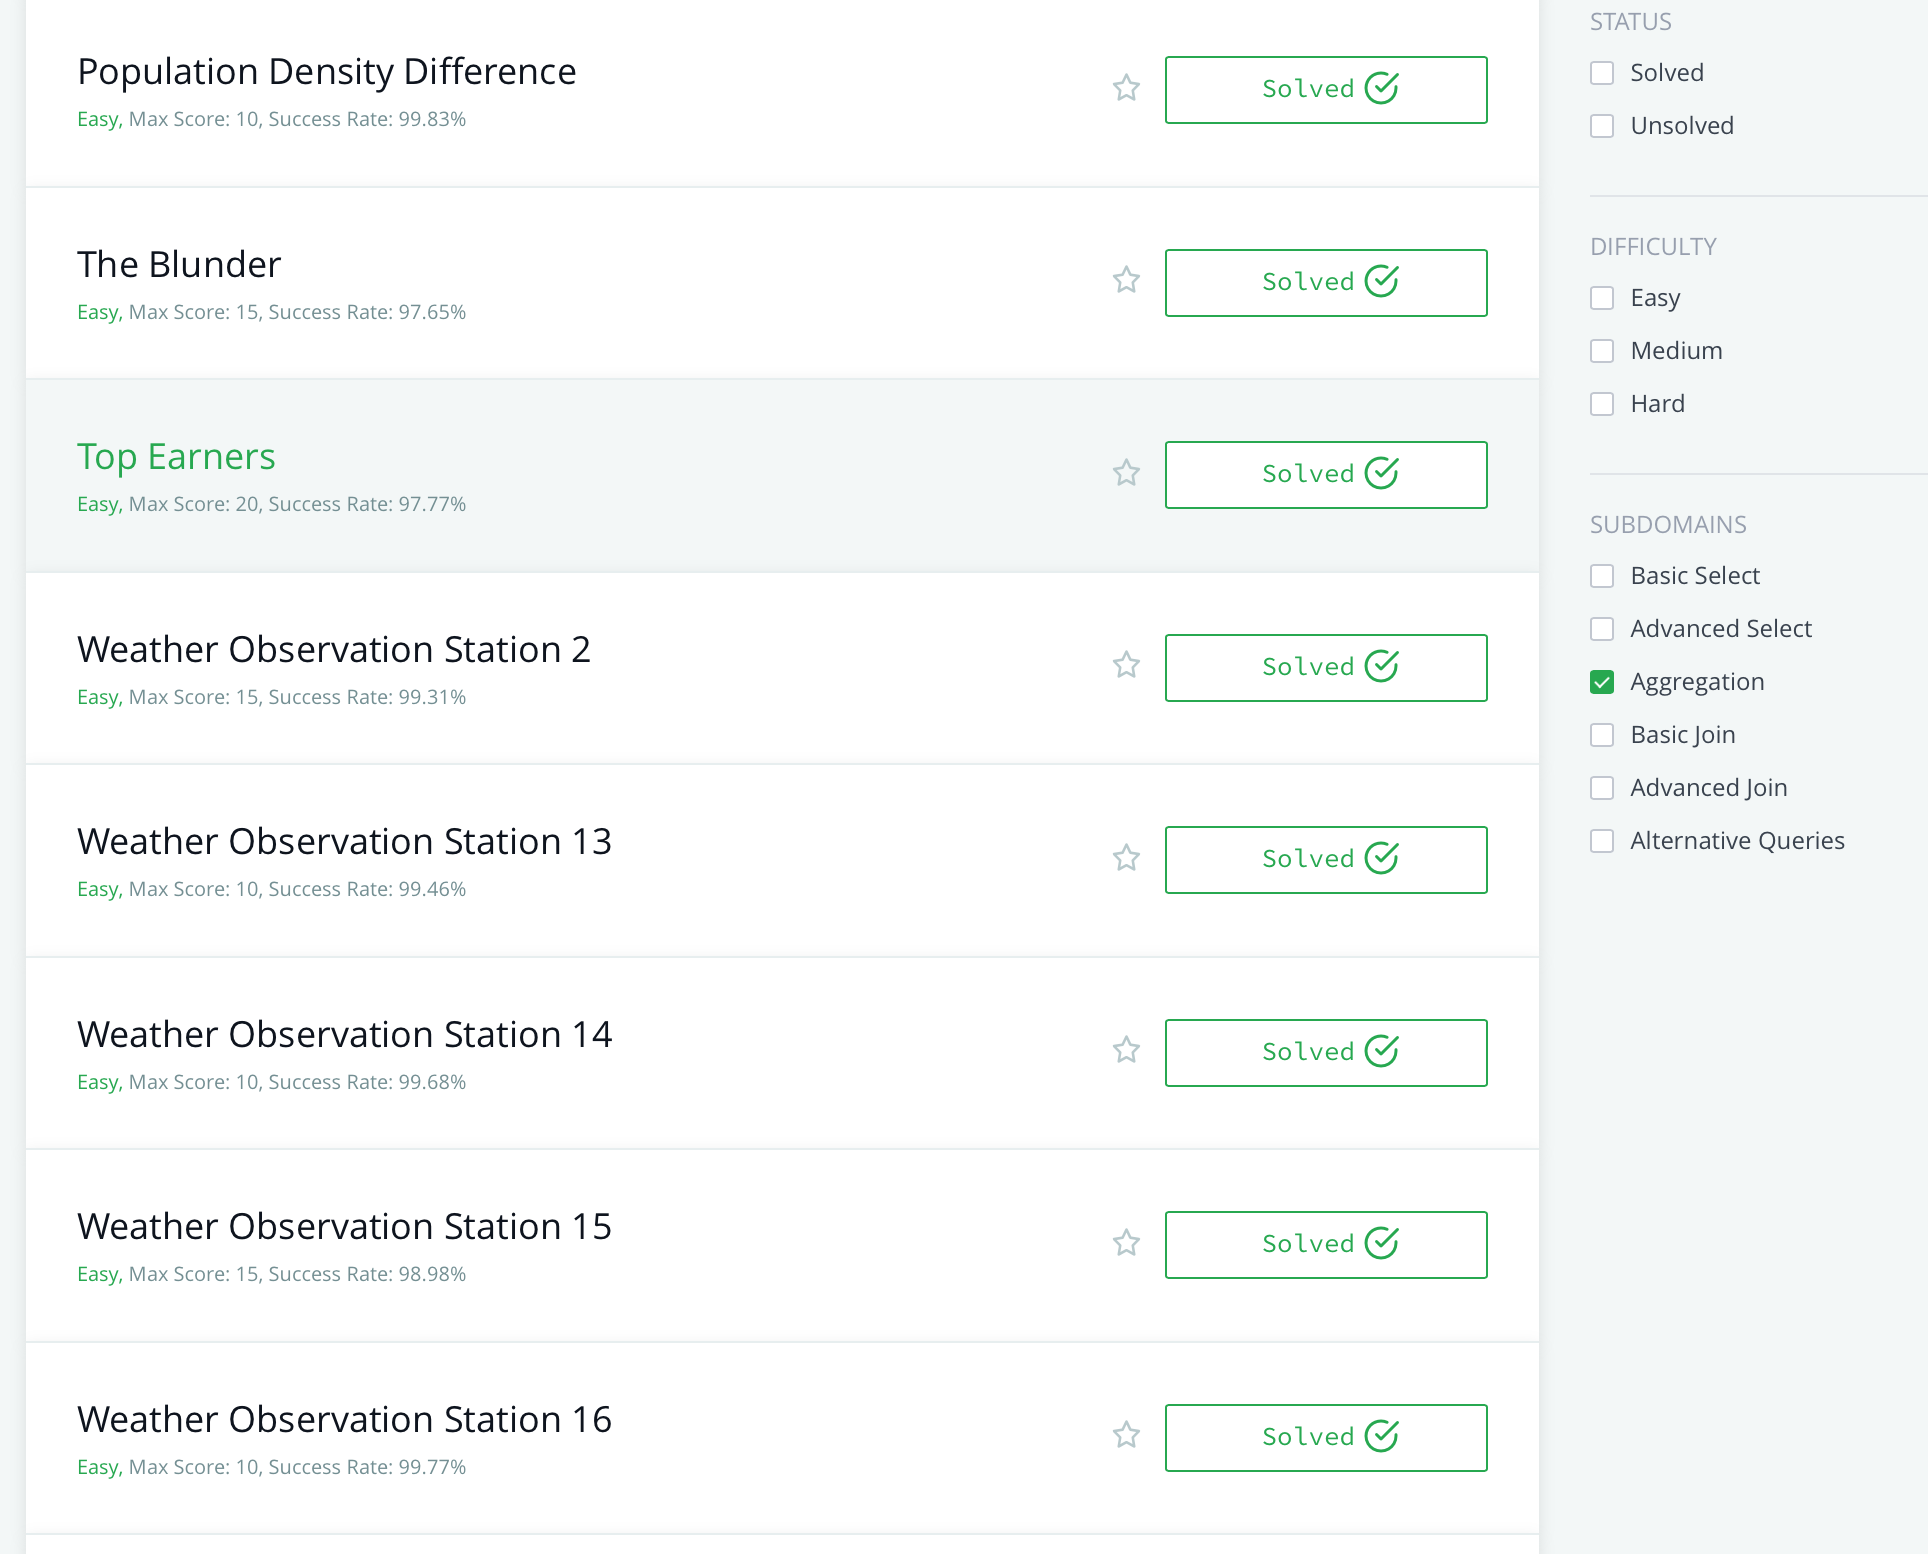 Population Density Difference
Easy, Max Score: 10, Success Rate: 99.83%
Solved
The Blunder
Easy, Max Score: 15, Success Rate: 97.65%
Solved
Top Earners
Easy, Max Score: 20, Success Rate: 97.77%
Solved
Weather Observation Station 2
Easy, Max Score: 15, Success Rate: 99.31%
Solved
Weather Observation Station 13
Easy, Max Score: 10, Success Rate: 99.46%
Solved
Weather Observation Station 14
Easy, Max Score: 10, Success Rate: 99.68%
Solved
Weather Observation Station 15
Easy, Max Score: 15, Success Rate: 98.98%
Solved
Weather Observation Station 16
Easy, Max Score: 10, Success Rate: 99.77%
Solved
STATUS
Solved
Unsolved
DIFFICULTY
Easy
Medium
Hard
SUBDOMAINS
Basic Select
Advanced Select
Aggregation
Basic Join
Advanced Join
Alternative Queries